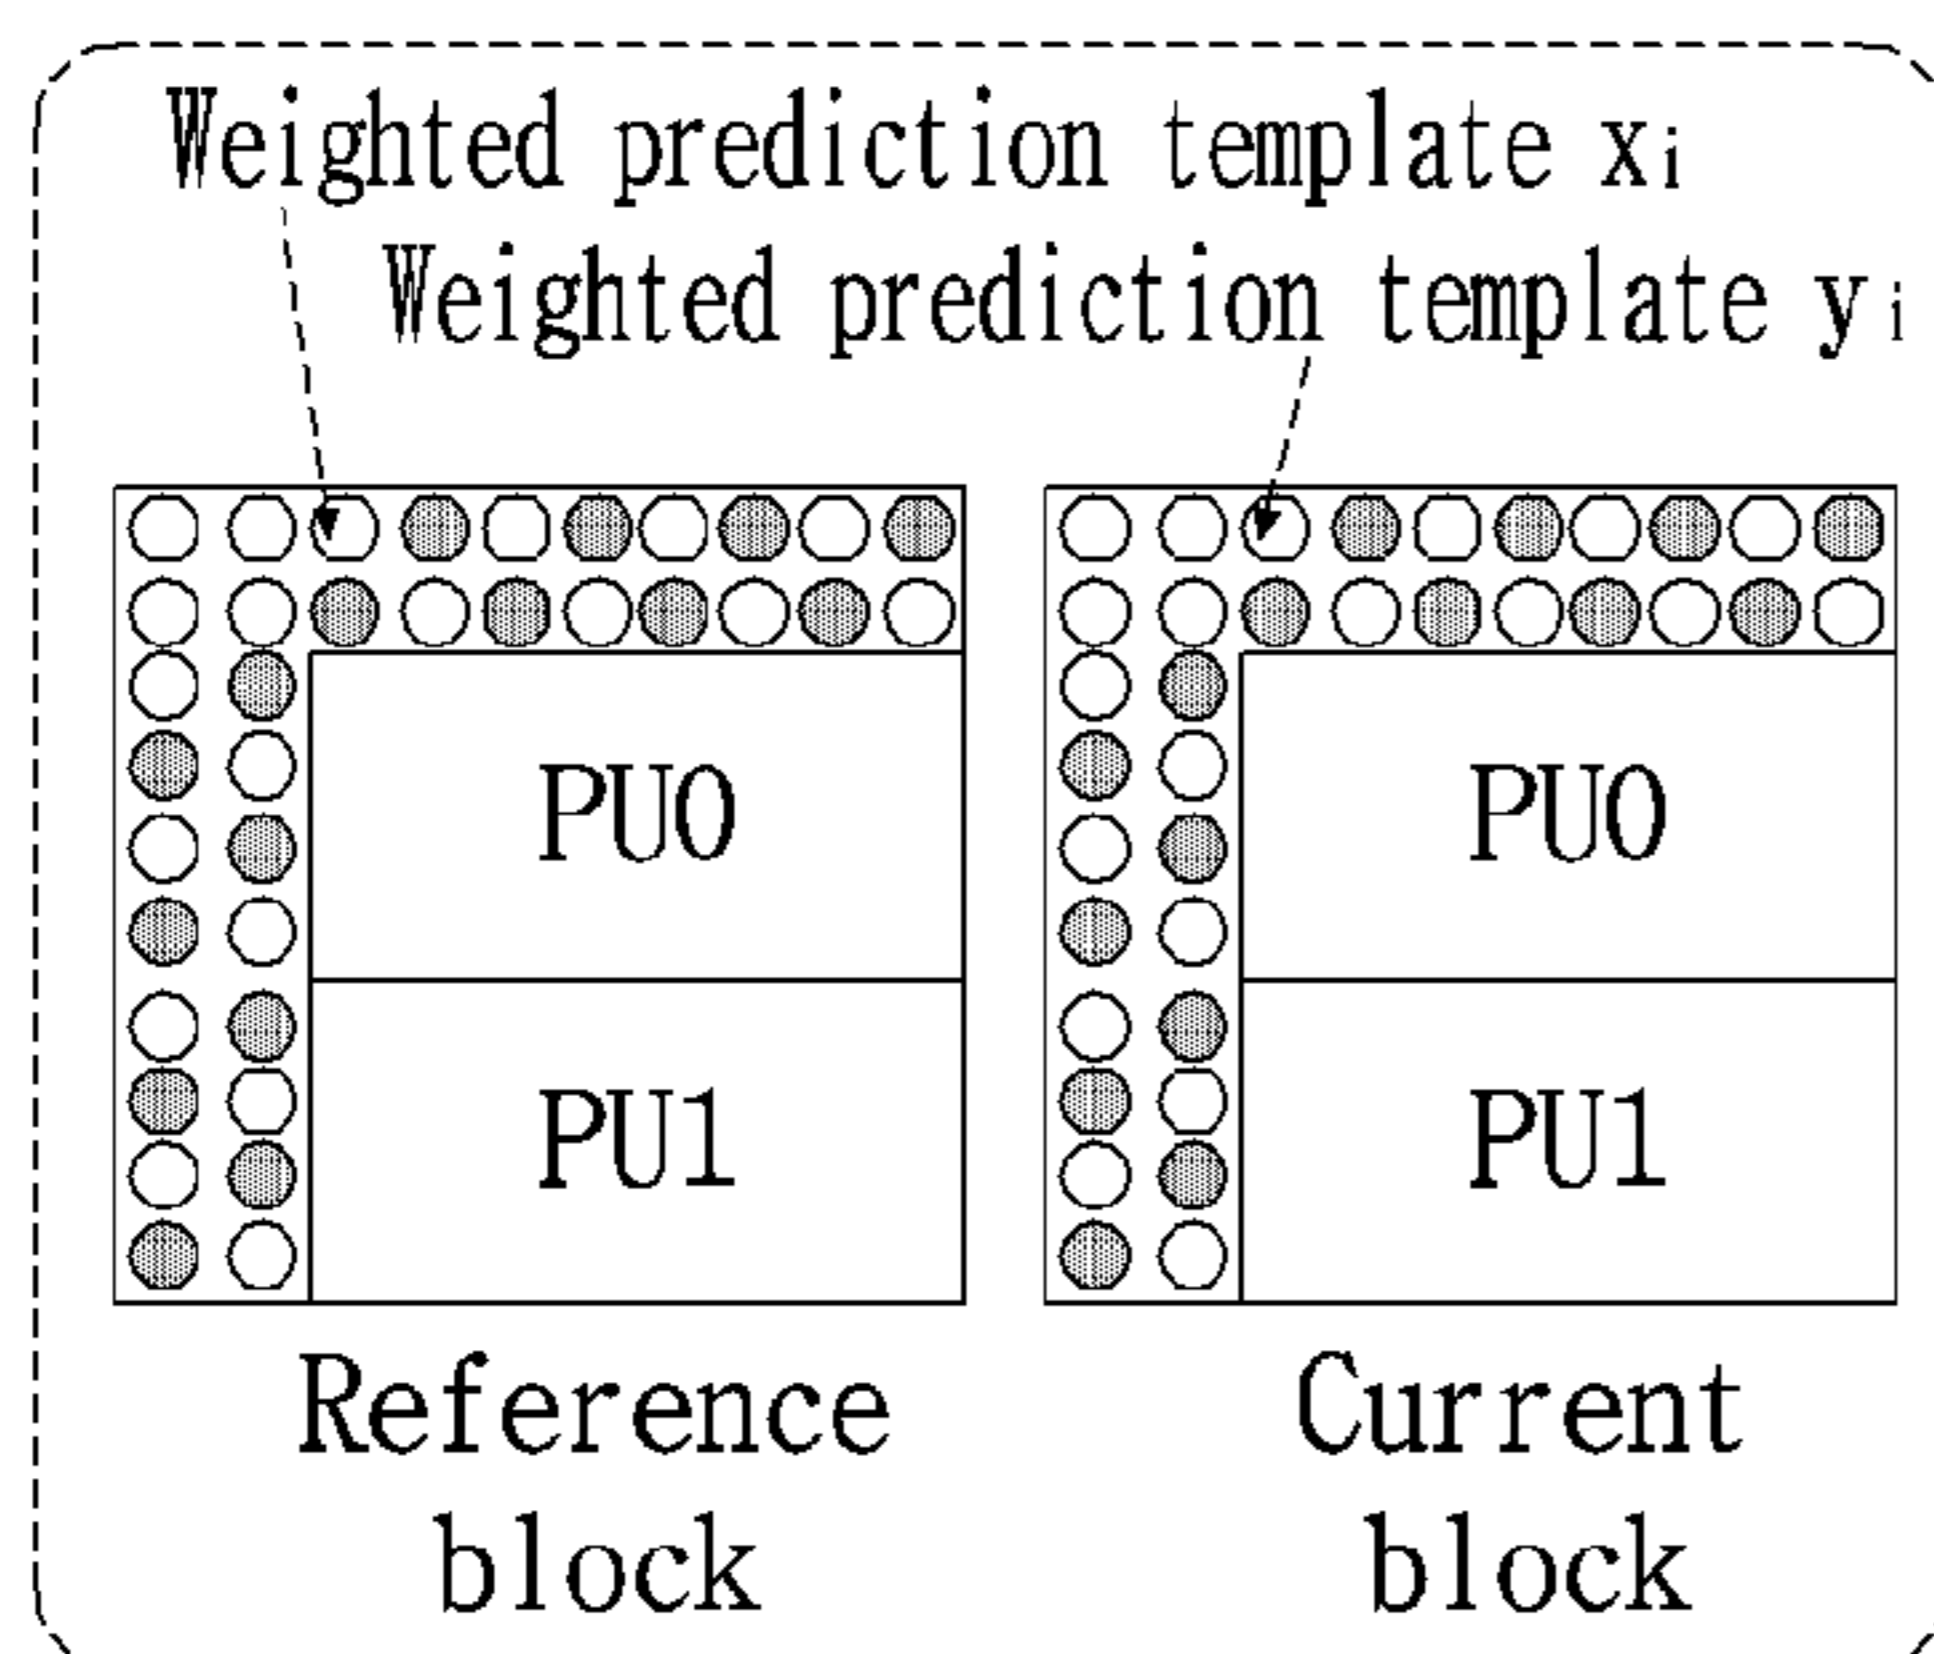 Weighted prediction template xi
Weighted prediction template yi
PU0 PU0
PU1 PU1
Reference Current
block block